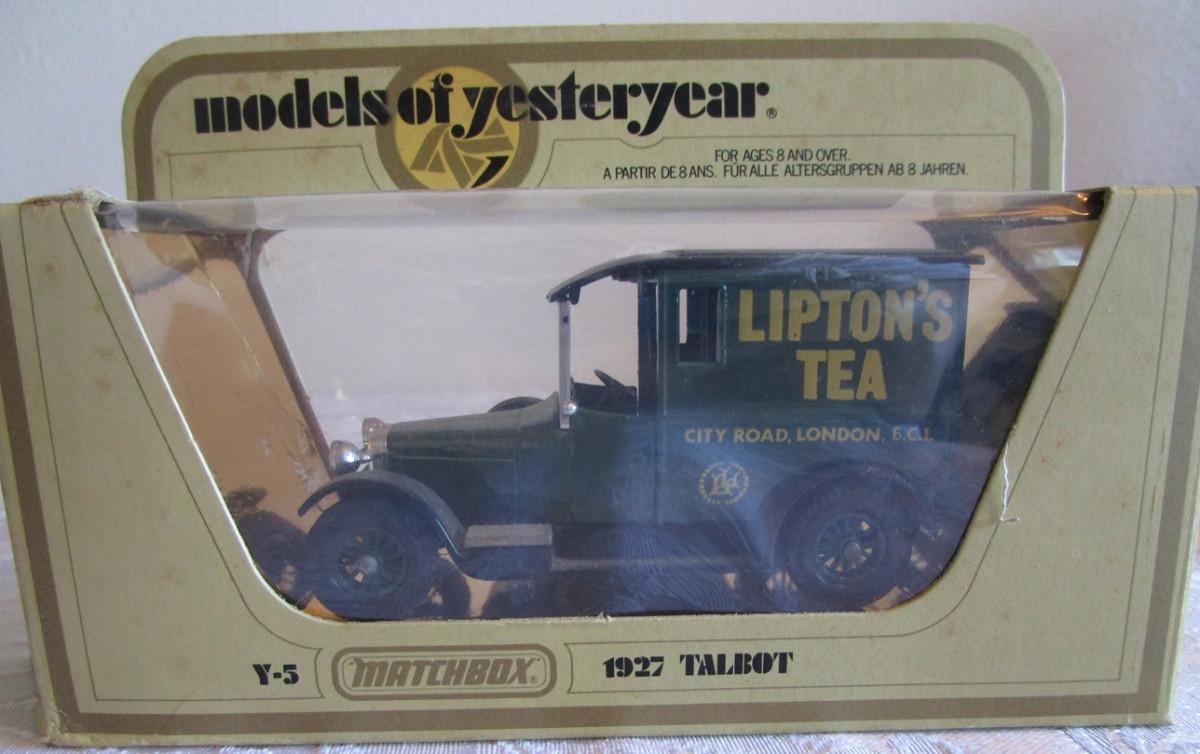 models of yesteryear®
FOR AGES 8 AND OVER.
A PARTIR DE 8 ANS. FÜR ALLE ALTERSGRUPPEN AB 8 JAHREN.
LIPTON'S
TEA
CITY ROAD, LONDON, E.C.I.
Y-5
MATCHBOX®
1927 TALBOT